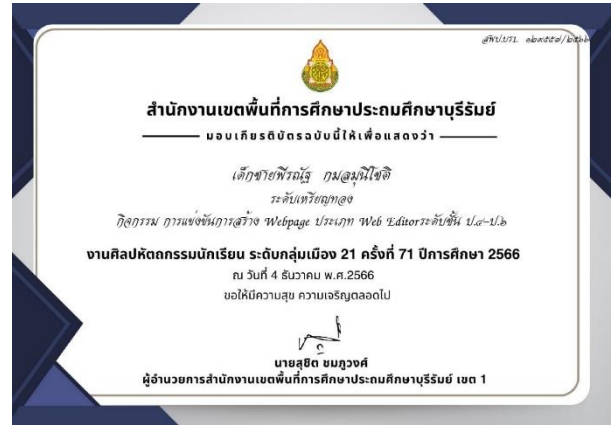 สพป.บร1.
สำนักงานเขตพื้นที่การศึกษาประถมศึกษาบุรีรัมย์
มอบเกียรติบัตรฉบับนี้ให้เพื่อแสดงว่า
เด็กชายพีรณัฐ กมลมุนีโชติ
ระดับเหรียญทอง
กิจกรรม การแข่งขันการสร้าง Webpage ประเภท Web Editorระดับชั้น ป.๔-ป.๖
งานศิลปหัตถกรรมนักเรียน ระดับกลุ่มเมือง 21 ครั้งที่ 71 ปีการศึกษา 2566
ณ วันที่ 4 ธันวาคม พ.ศ.2566
ขอให้มีความสุข ความเจริญตลอดไป
นายสุชิต ชมภูวงศ์
ผู้อำนวยการสำนักงานเขตพื้นที่การศึกษาประถมศึกษาบุรีรัมย์ เขต 1